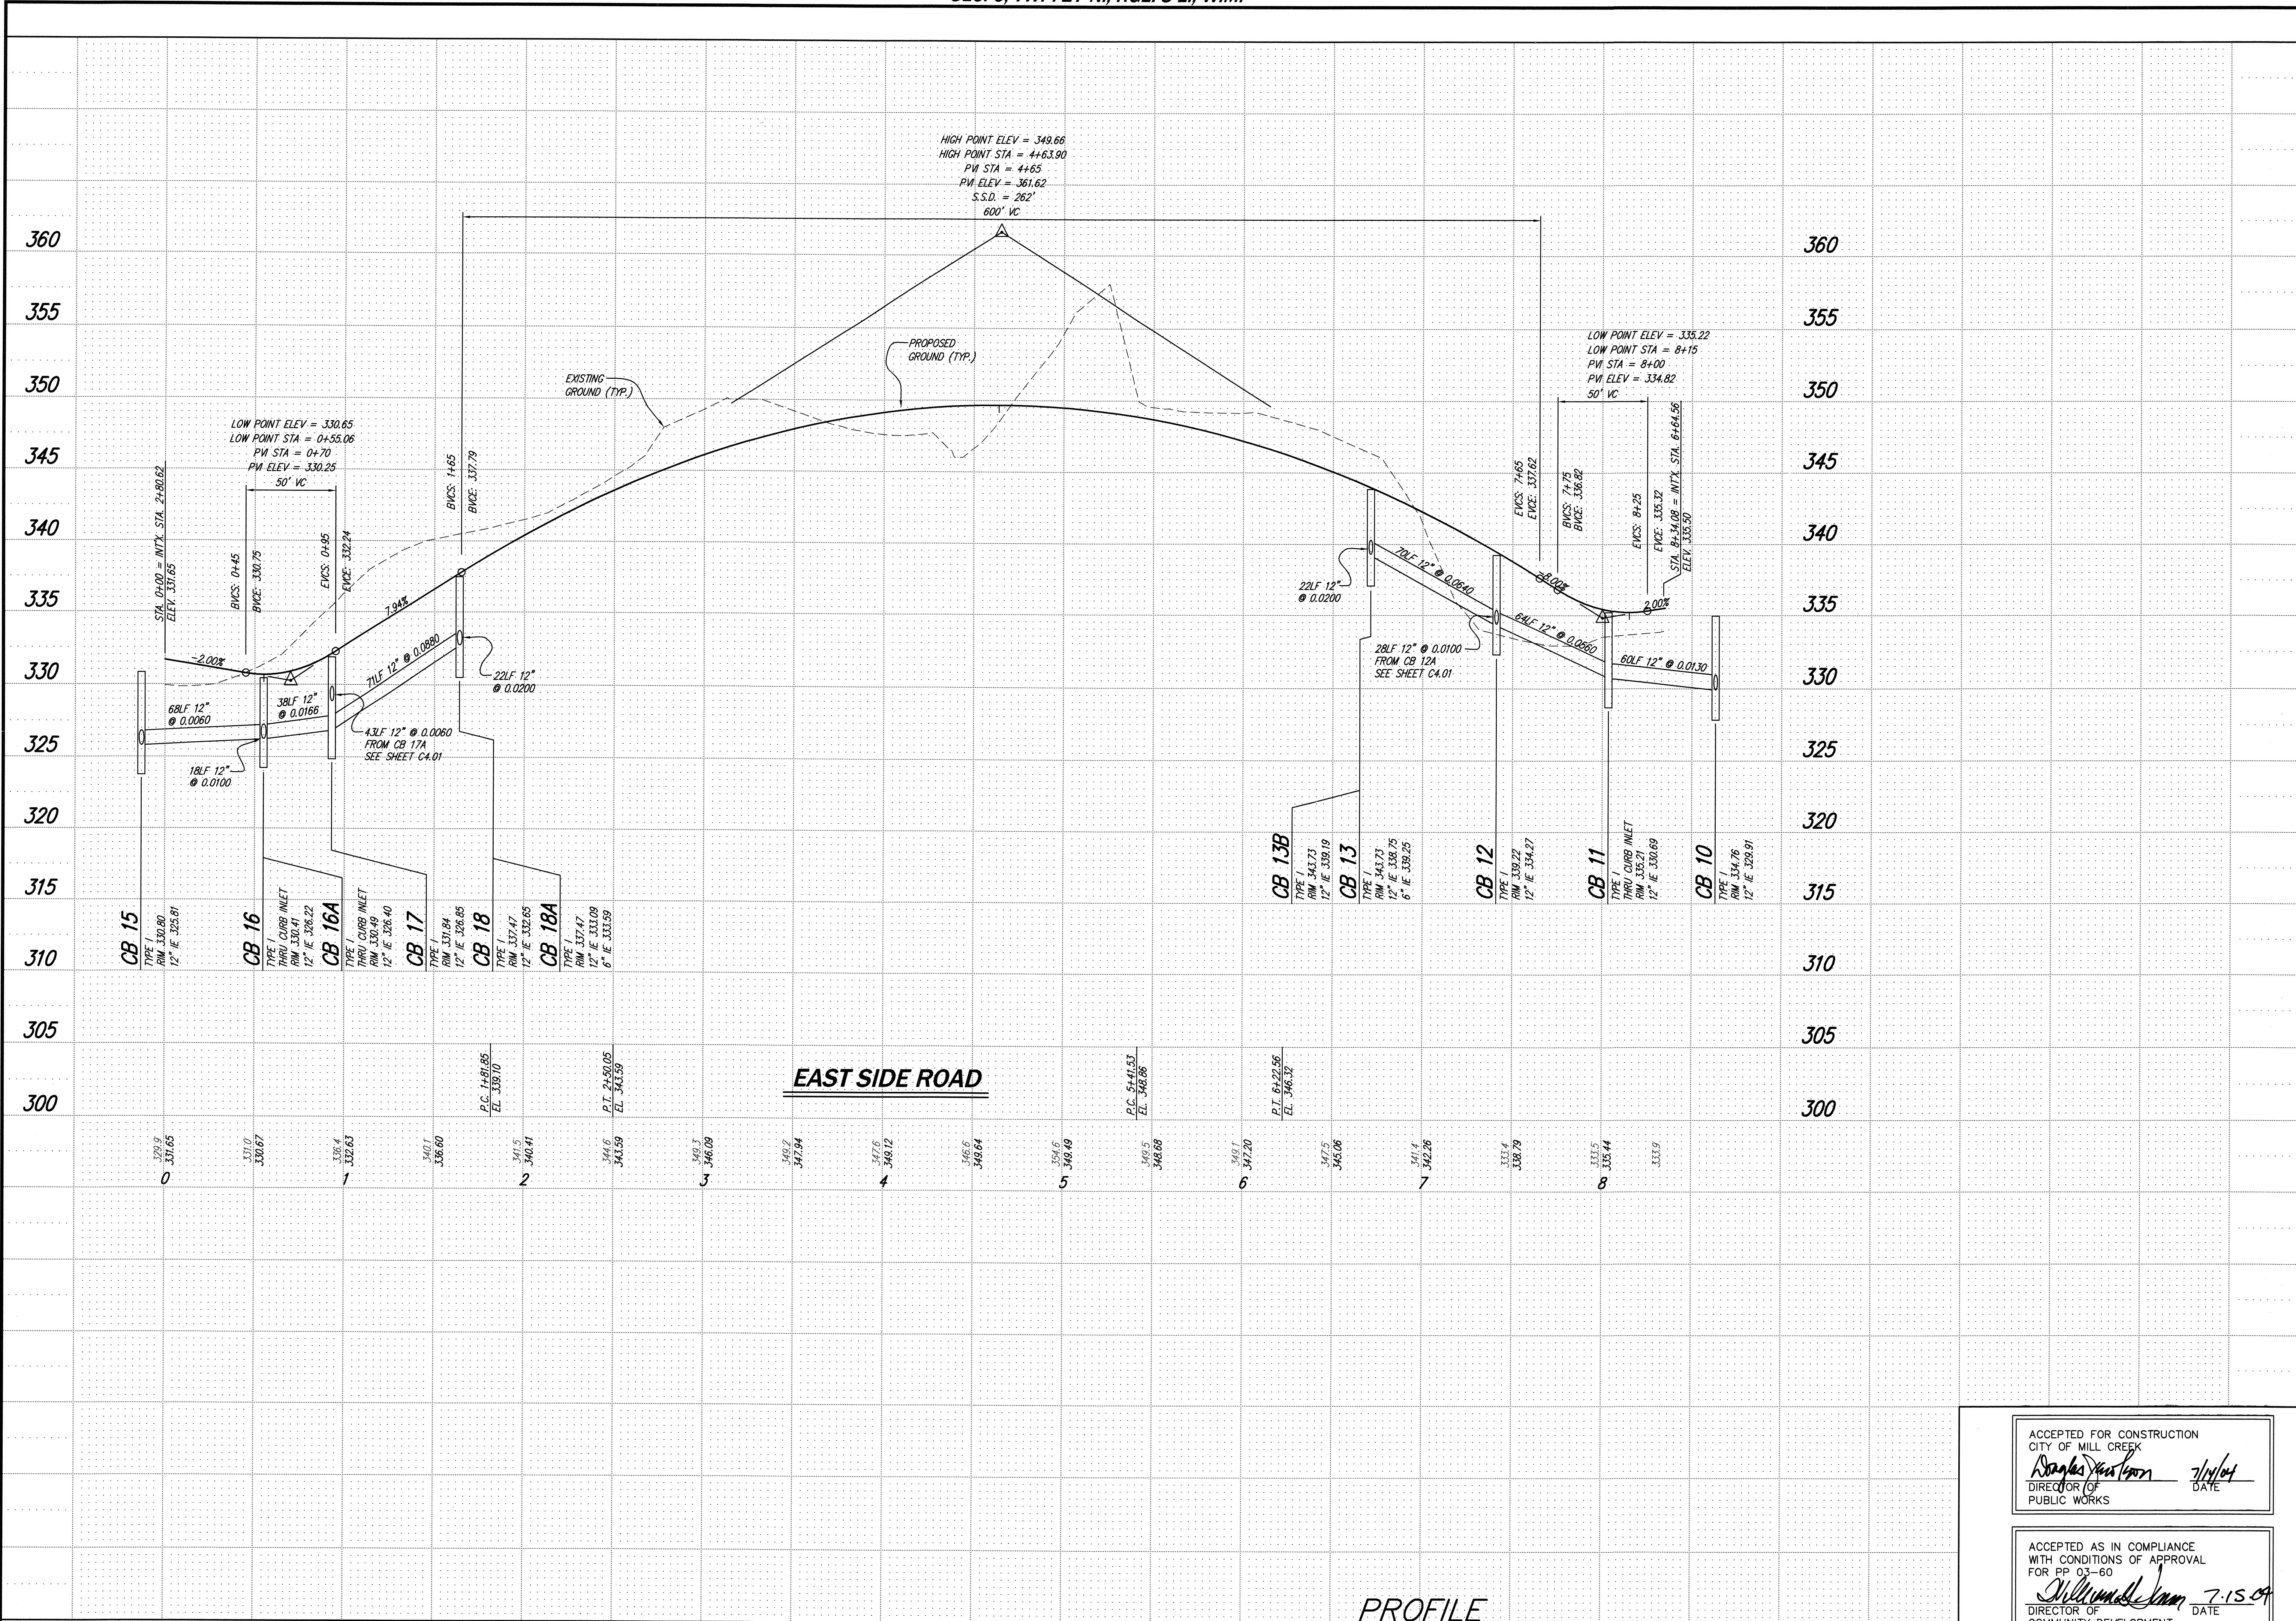 HIGH POINT ELEV = 349.66
HIGH POINT STA = 4+63.90
PVI STA = 4+65
PVI ELEV = 361.62
S.S.D. = 262'
600' VC
360
360
355
355
350
350
345
345
340
340
335
335
330
330
325
325
320
320
315
315
310
310
305
305
300
300
EXISTING
GROUND (TYP.)
PROPOSED
GROUND (TYP.)
LOW POINT ELEV = 330.65
LOW POINT STA = 0+55.06
PVI STA = 0+70
PVI ELEV = 330.25
50' VC
STA. 0+00 = INT'X. STA. 2+80.62
ELEV. 331.65
BVCS: 0+45
BVCE: 330.75
EVCS: 0+95
EVCE: 332.24
BVCS: 1+65
BVCE: 337.79
LOW POINT ELEV = 335.22
LOW POINT STA = 8+15
PVI STA = 8+00
PVI ELEV = 334.82
50' VC
EVCS: 7+65
EVCE: 337.62
BVCS: 7+75
BVCE: 336.82
EVCS: 8+25
EVCE: 335.32
STA. 8+34.08 = INT'X. STA. 6+64.56
ELEV. 335.50
-2.00%
7.94%
-8.00%
2.00%
68LF 12"
@ 0.0060
38LF 12"
@ 0.0166
71LF 12" @ 0.0880
22LF 12"
@ 0.0200
43LF 12" @ 0.0060
FROM CB 17A
SEE SHEET C4.01
18LF 12"
@ 0.0100
22LF 12"
@ 0.0200
70LF 12" @ 0.0640
28LF 12" @ 0.0100
FROM CB 12A
SEE SHEET C4.01
64LF 12" @ 0.0560
60LF 12" @ 0.0130
CB 15
TYPE I
RIM 330.80
12" IE 325.81
CB 16
TYPE I
THRU CURB INLET
RIM 330.41
12" IE 326.22
CB 16A
TYPE I
THRU CURB INLET
RIM 330.49
12" IE 326.40
CB 17
TYPE I
RIM 331.84
12" IE 326.85
CB 18
TYPE I
RIM 337.47
12" IE 332.65
CB 18A
TYPE I
RIM 337.47
12" IE 333.09
6" IE 333.59
CB 13B
TYPE I
RIM 343.73
12" IE 339.19
CB 13
TYPE I
RIM 343.73
12" IE 338.75
6" IE 339.25
CB 12
TYPE I
RIM 339.22
12" IE 334.27
CB 11
TYPE I
THRU CURB INLET
RIM 335.21
12" IE 330.69
CB 10
TYPE I
RIM 334.76
12" IE 329.91
P.C. 1+81.85
EL 339.10
P.T. 2+50.05
EL 343.59
EAST SIDE ROAD
P.C. 5+41.53
EL. 348.86
P.T. 6+22.56
EL. 346.32
329.9
331.65
331.0
330.67
336.4
332.63
340.1
336.60
341.5
340.41
344.6
343.59
349.3
346.09
349.2
347.94
347.6
349.12
346.6
349.64
354.6
349.49
349.5
348.68
349.1
347.20
347.5
345.06
341.4
342.26
333.4
338.79
333.5
335.44
333.9
0 1 2 3 4 5 6 7 8
ACCEPTED FOR CONSTRUCTION
CITY OF MILL CREEK
7/14/04
DIRECTOR OF DATE
PUBLIC WORKS
ACCEPTED AS IN COMPLIANCE
WITH CONDITIONS OF APPROVAL
FOR PP 03-60
7.15.04
DIRECTOR OF DATE
COMMUNITY DEVELOPMENT
PROFILE